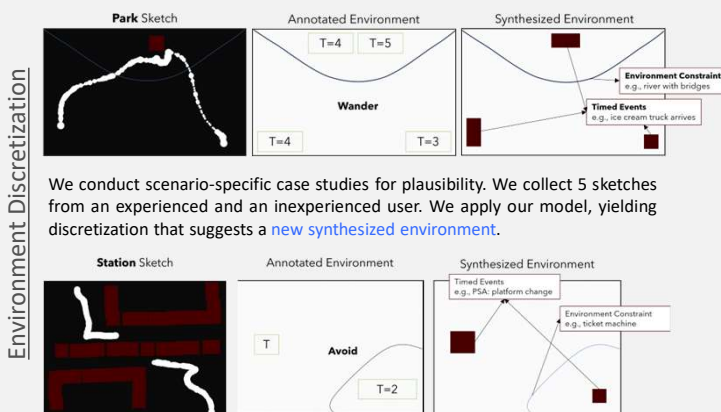 Environment Discretization
Park Sketch
Annotated Environment
Synthesized Environment
T=4
T=5
Wander
T=4
T=3
Environment Constraint
e.g., river with bridges
Timed Events
e.g., ice cream truck arrives
We conduct scenario-specific case studies for plausibility. We collect 5 sketches
from an experienced and an inexperienced user. We apply our model, yielding
discretization that suggests a new synthesized environment.
Station Sketch
Annotated Environment
Synthesized Environment
T
Avoid
T=2
Timed Events
e.g., PSA: platform change
Environment Constraint
e.g., ticket machine